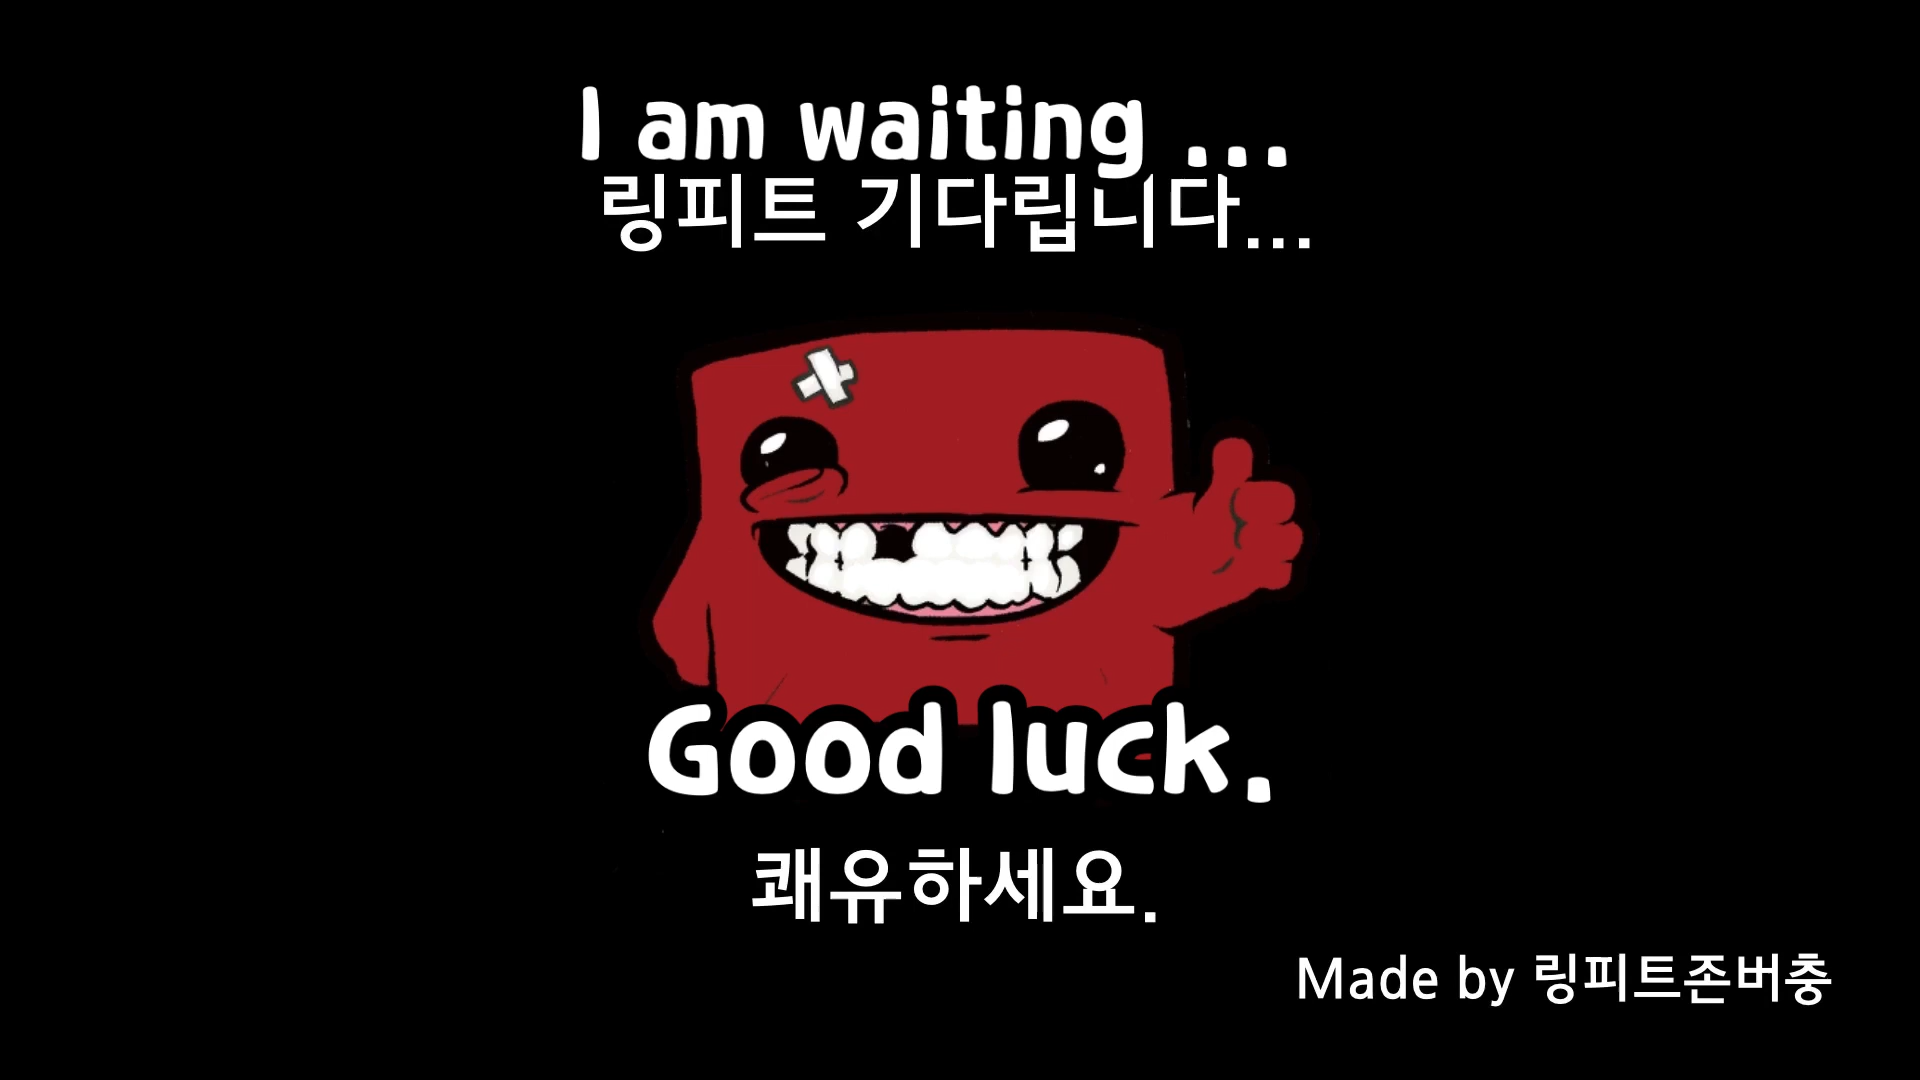 I am waiting ...
링피트 기다립니다...
Good luck.
쾌유하세요.
Made by 링피트존버충